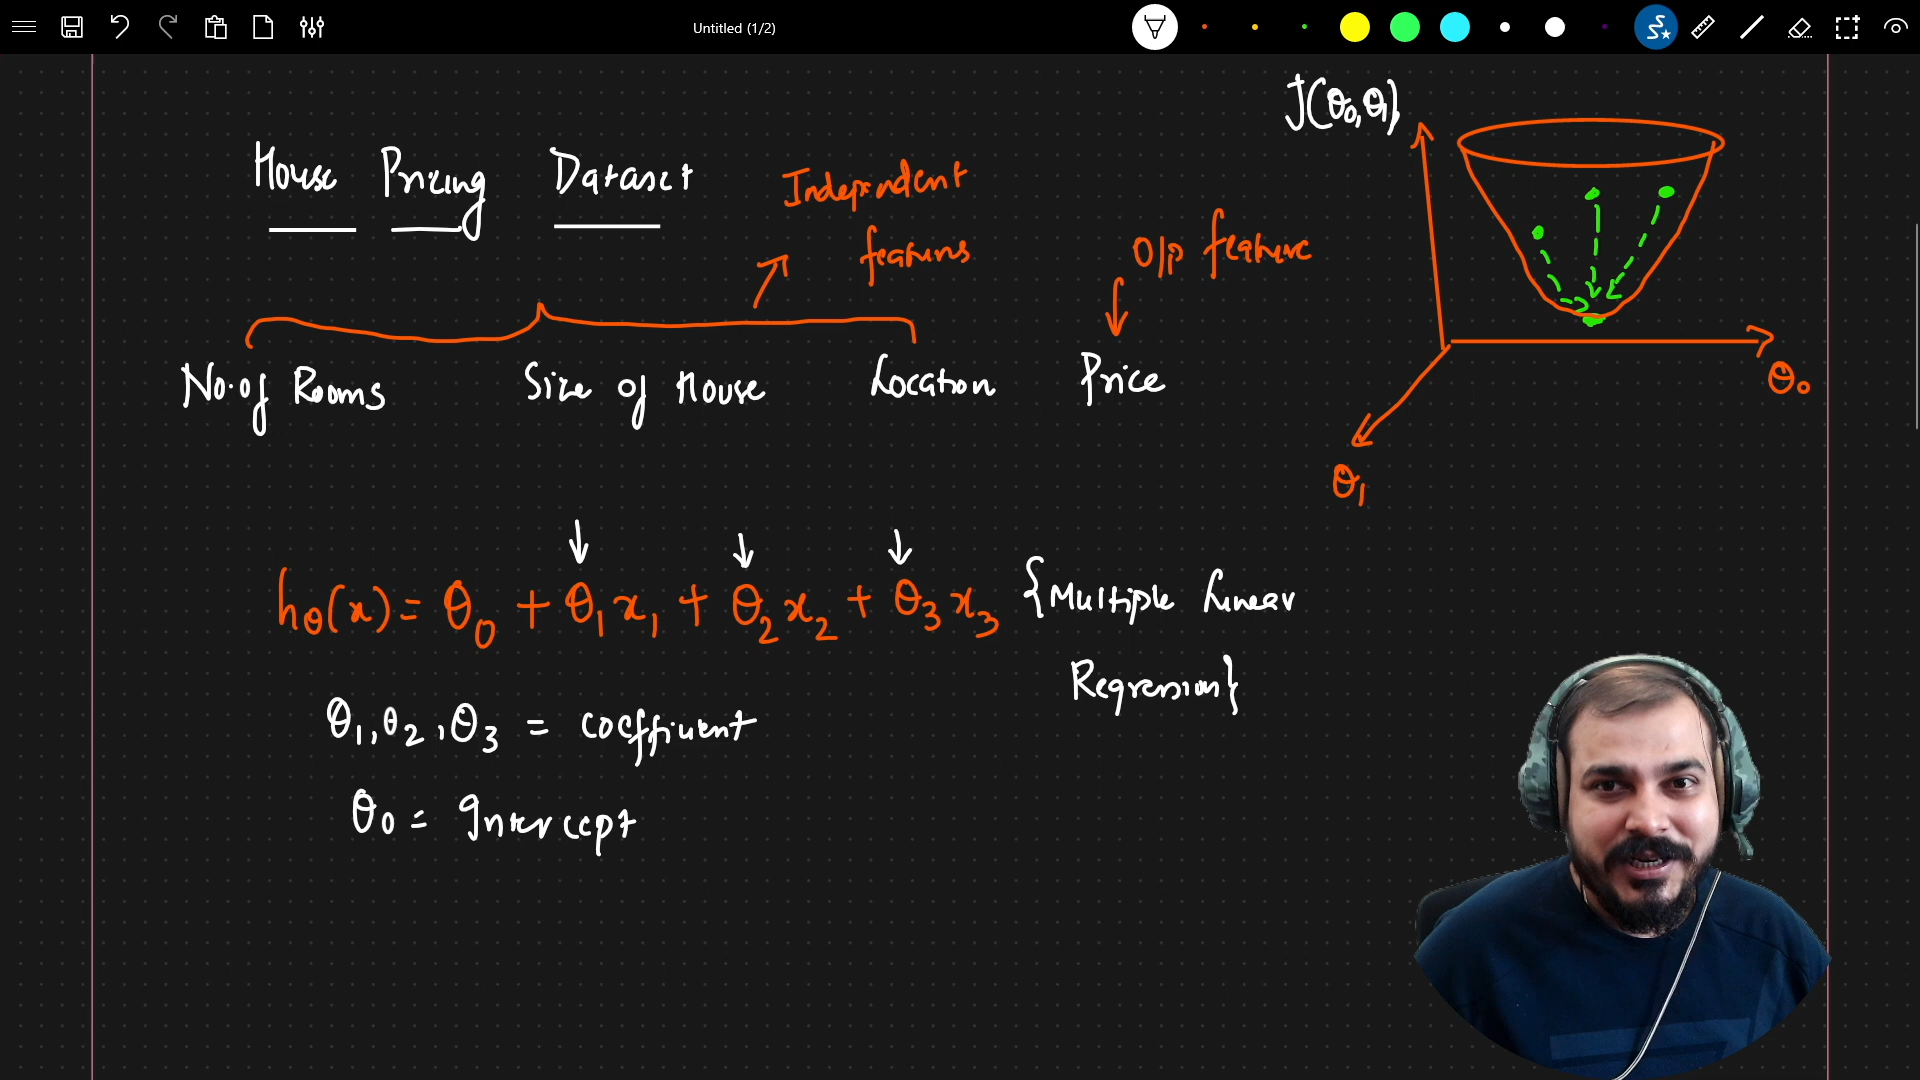 Untitled (1/2)
J(θ₀,θ₁)
House Pricing Dataset
Independent
features
O/p feature
No. of Rooms Size of House Location Price
θ₀
θ₁
hθ(x) = θ₀ + θ₁x₁ + θ₂x₂ + θ₃x₃ {Multiple Linear
Regression}
θ₁,θ₂,θ₃ = coefficient
θ₀ = Intercept